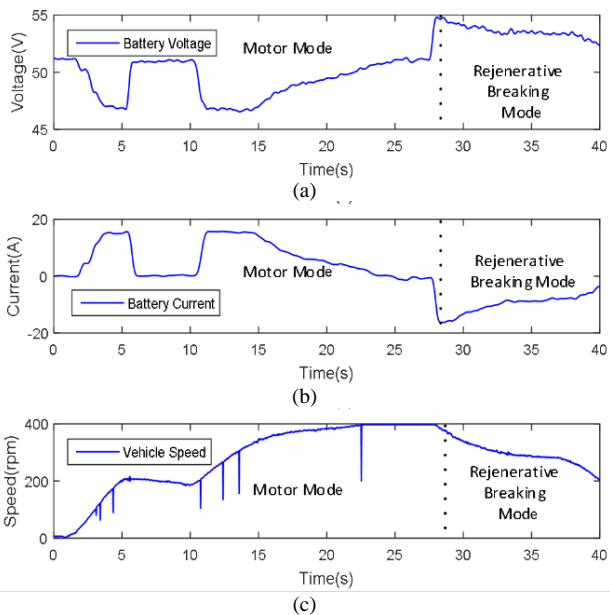 55
50
45
Voltage(V)
Battery Voltage
Motor Mode
Rejenerative
Breaking
Mode
0 5 10 15 20 25 30 35 40
Time(s)
(a)
20
0
-20
Current(A)
Battery Current
Motor Mode
Rejenerative
Breaking Mode
0 5 10 15 20 25 30 35 40
Time(s)
(b)
400
200
0
Speed(rpm)
Vehicle Speed
Motor Mode
Rejenerative
Breaking
Mode
0 5 10 15 20 25 30 35 40
Time(s)
(c)